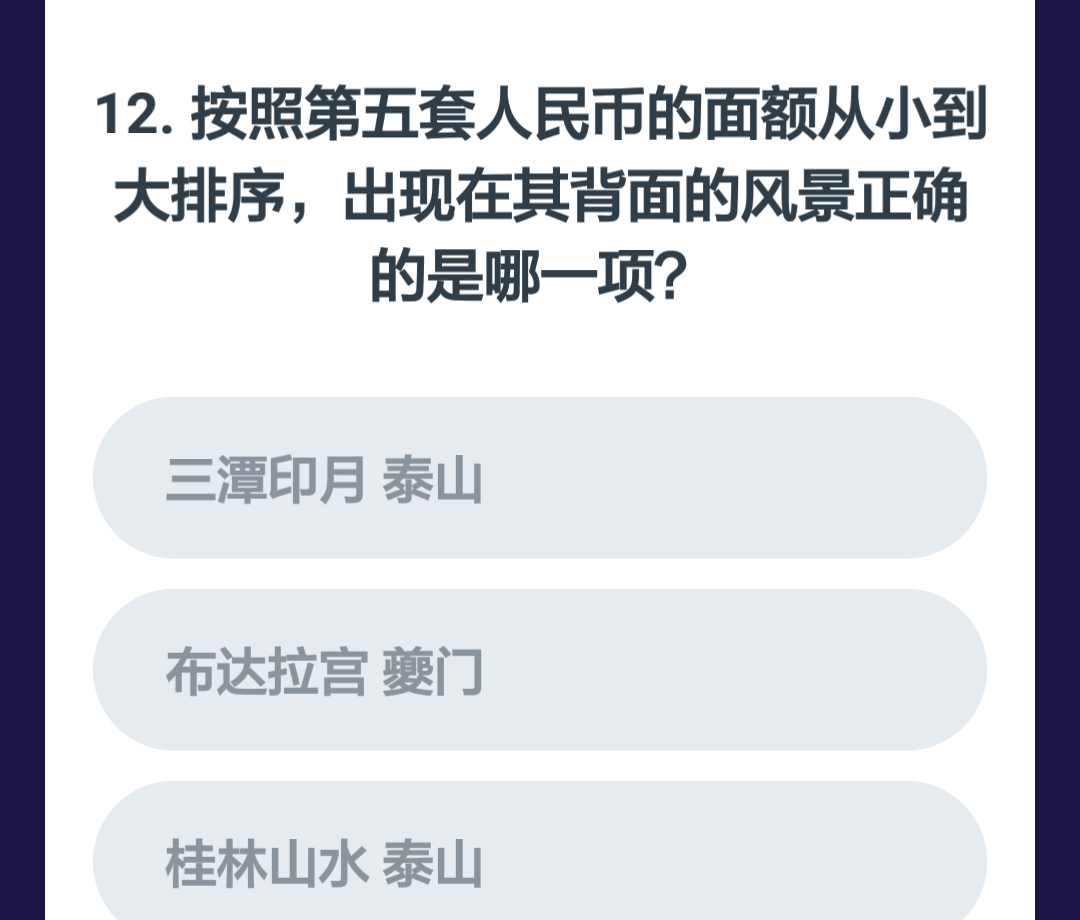 12. 按照第五套人民币的面额从小到
大排序，出现在其背面的风景正确
的是哪一项？
三潭印月 泰山
布达拉宫 夔门
桂林山水 泰山